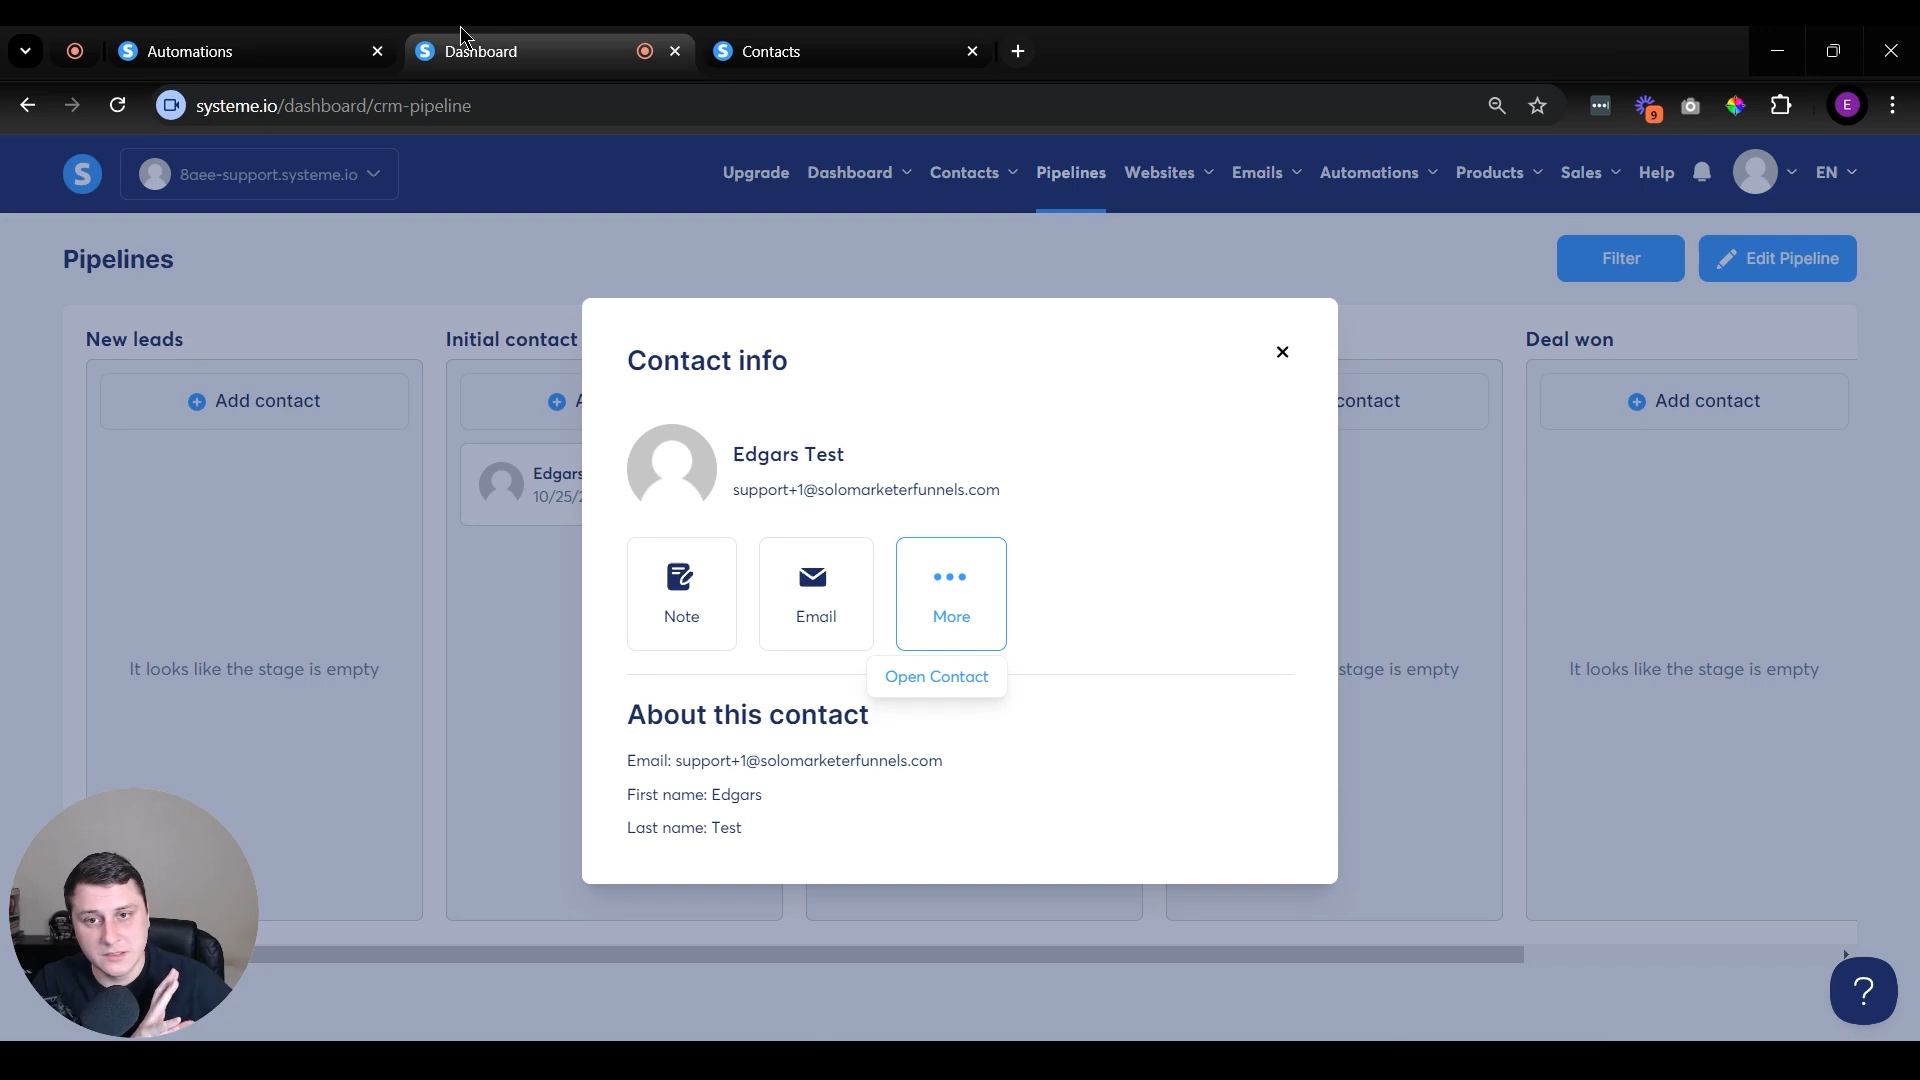 Automations
Dashboard
Contacts
systeme.io/dashboard/crm-pipeline
9
E
S
8aee-support.systeme.io
Upgrade
Dashboard
Contacts
Pipelines
Websites
Emails
Automations
Products
Sales
Help
EN
Pipelines
Filter
Edit Pipeline
New leads
Initial contact
Deal won
Add contact
contact
Add contact
Edgars
10/25/
It looks like the stage is empty
stage is empty
It looks like the stage is empty
Contact info
Edgars Test
support+1@solomarketerfunnels.com
Note
Email
More
Open Contact
About this contact
Email: support+1@solomarketerfunnels.com
First name: Edgars
Last name: Test
?